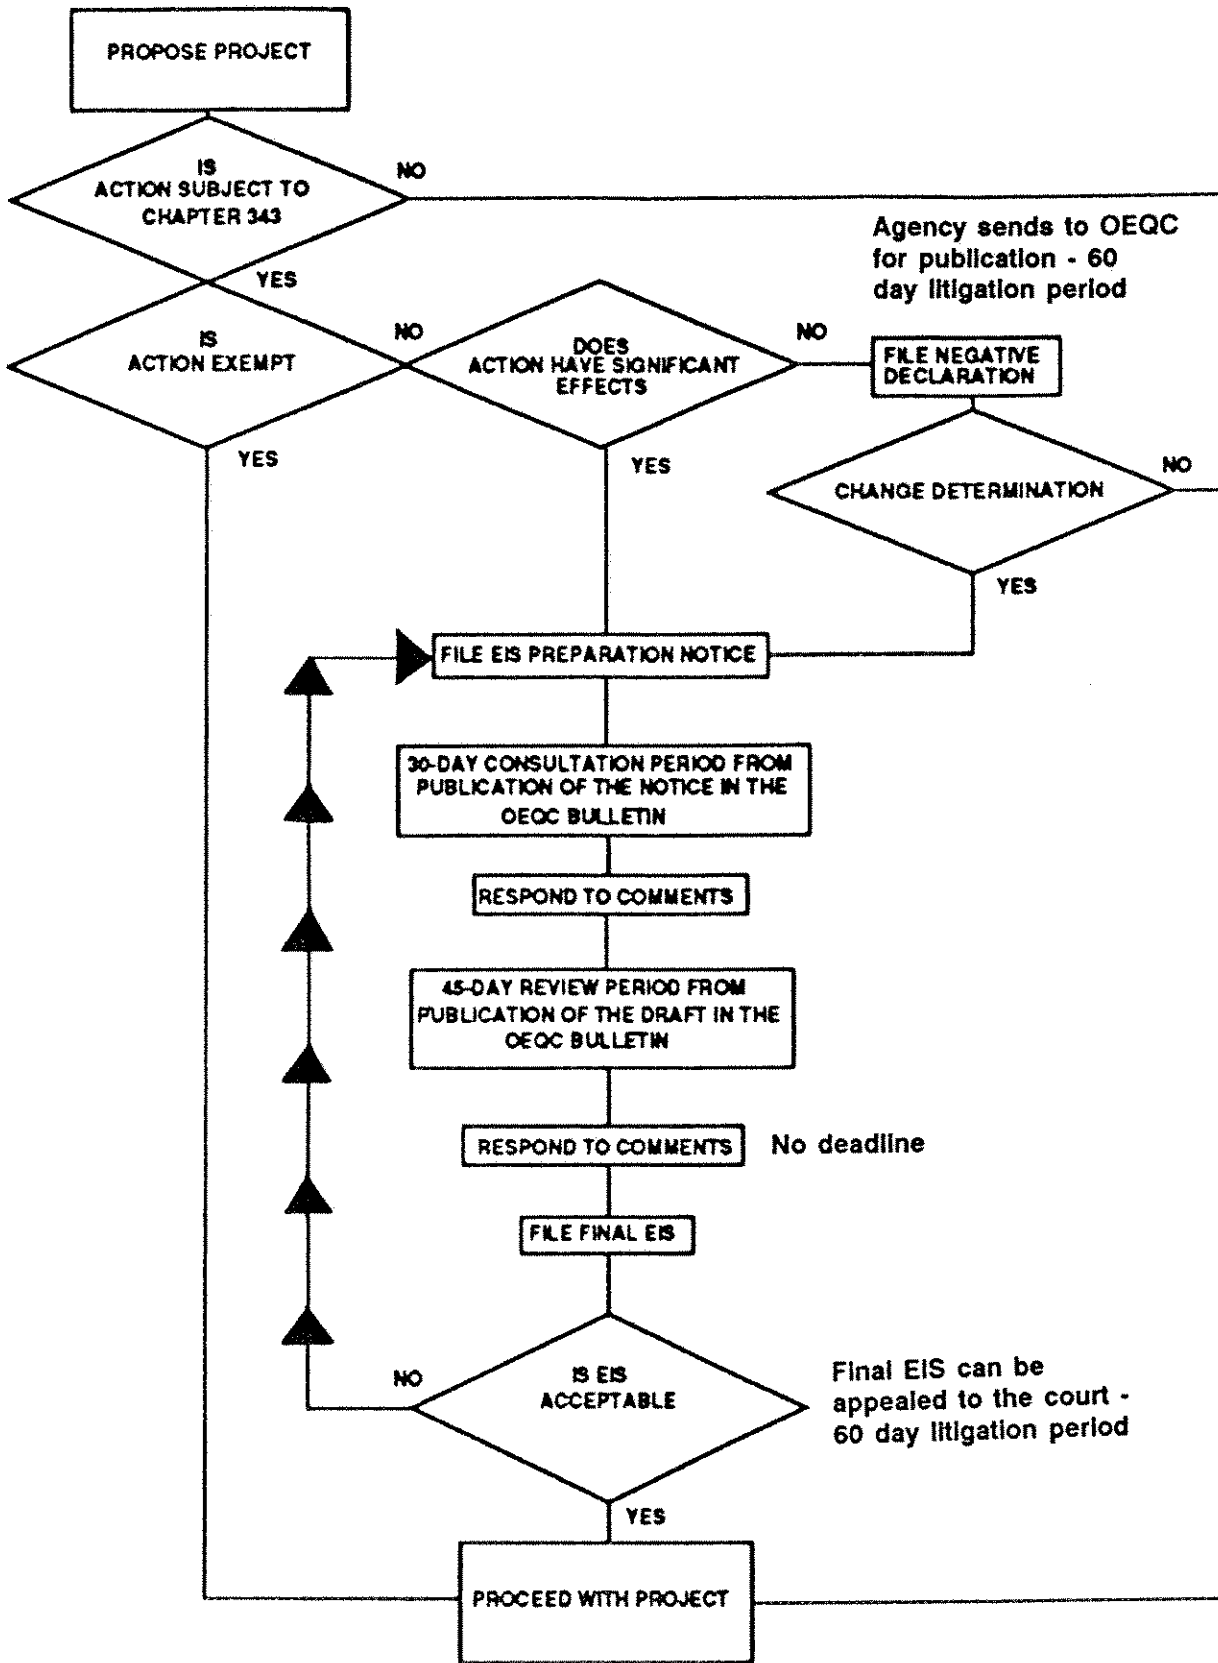 PROPOSE PROJECT
IS
ACTION SUBJECT TO
CHAPTER 343
NO
YES
Agency sends to OEQC
for publication - 60
day litigation period
IS
ACTION EXEMPT
NO
YES
DOES
ACTION HAVE SIGNIFICANT
EFFECTS
NO
YES
FILE NEGATIVE
DECLARATION
CHANGE DETERMINATION
NO
YES
FILE EIS PREPARATION NOTICE
30-DAY CONSULTATION PERIOD FROM
PUBLICATION OF THE NOTICE IN THE
OEQC BULLETIN
RESPOND TO COMMENTS
45-DAY REVIEW PERIOD FROM
PUBLICATION OF THE DRAFT IN THE
OEQC BULLETIN
RESPOND TO COMMENTS
No deadline
FILE FINAL EIS
IS EIS
ACCEPTABLE
NO
YES
Final EIS can be
appealed to the court -
60 day litigation period
PROCEED WITH PROJECT